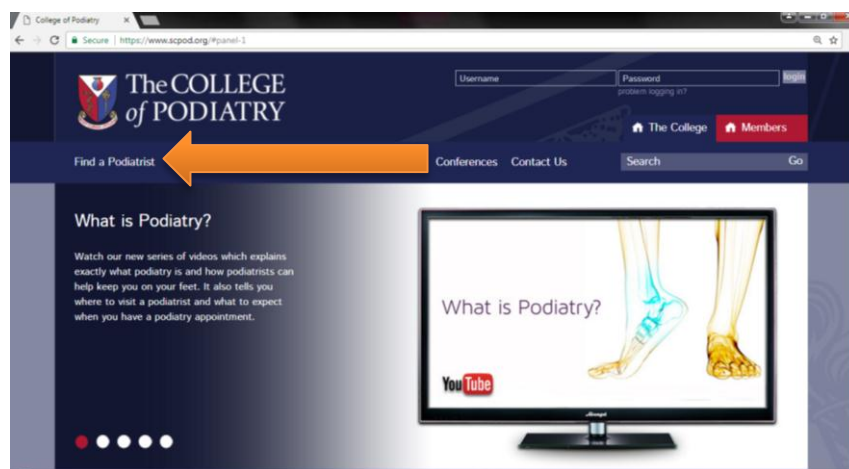 College of Podiatry
Secure https://www.scpod.org/#panel-1
The COLLEGE
of PODIATRY
Username Password login
problem logging in?
The College Members
Find a Podiatrist Conferences Contact Us Search Go
What is Podiatry?
Watch our new series of videos which explains
exactly what podiatry is and how podiatrists can
help keep you on your feet. It also tells you
where to visit a podiatrist and what to expect
when you have a podiatry appointment.
What is Podiatry?
YouTube